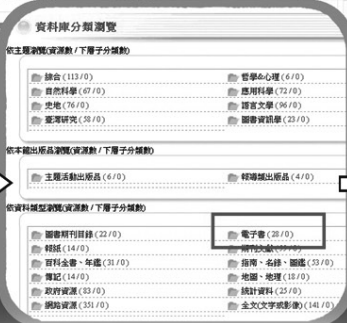 資料庫分類瀏覽
依主題瀏覽(資源數 / 下層子分類數)
綜合 (113/0)
哲學&心理 (6/0)
自然科學 (67/0)
應用科學 (72/0)
史地 (76/0)
語言文學 (96/0)
臺灣研究 (58/0)
圖書資訊學 (23/0)
依本館出版品瀏覽(資源數 / 下層子分類數)
主題活動出版品 (6/0)
報導類出版品 (4/0)
依資料類型瀏覽(資源數 / 下層子分類數)
圖書期刊目錄 (22/0)
電子書 (28/0)
報紙 (14/0)
期刊文獻
百科全書、年鑑 (31/0)
指南、名錄、圖鑑 (53/0)
傳記 (14/0)
地圖、地理 (18/0)
政府資源 (83/0)
統計資料 (25/0)
網路資源 (351/0)
全文(文字或影像) (141/0)